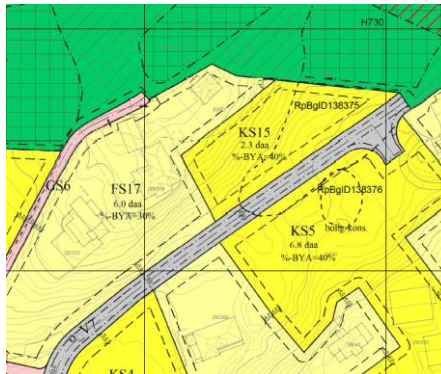 H730
RpBgID138375
KS15
2.3 daa
%-BYA=40%
GS6
FS17
6.0 daa
%-BYA=30%
RpBgID138376
KS5
bolig-kons.
6.8 daa
%-BYA=40%
o_V7
KS4